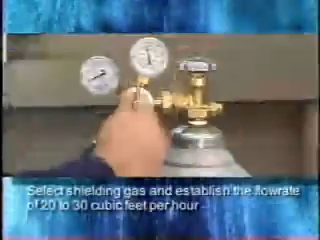 Select shielding gas and establish the flowrate
of 20 to 30 cubic feet per hour